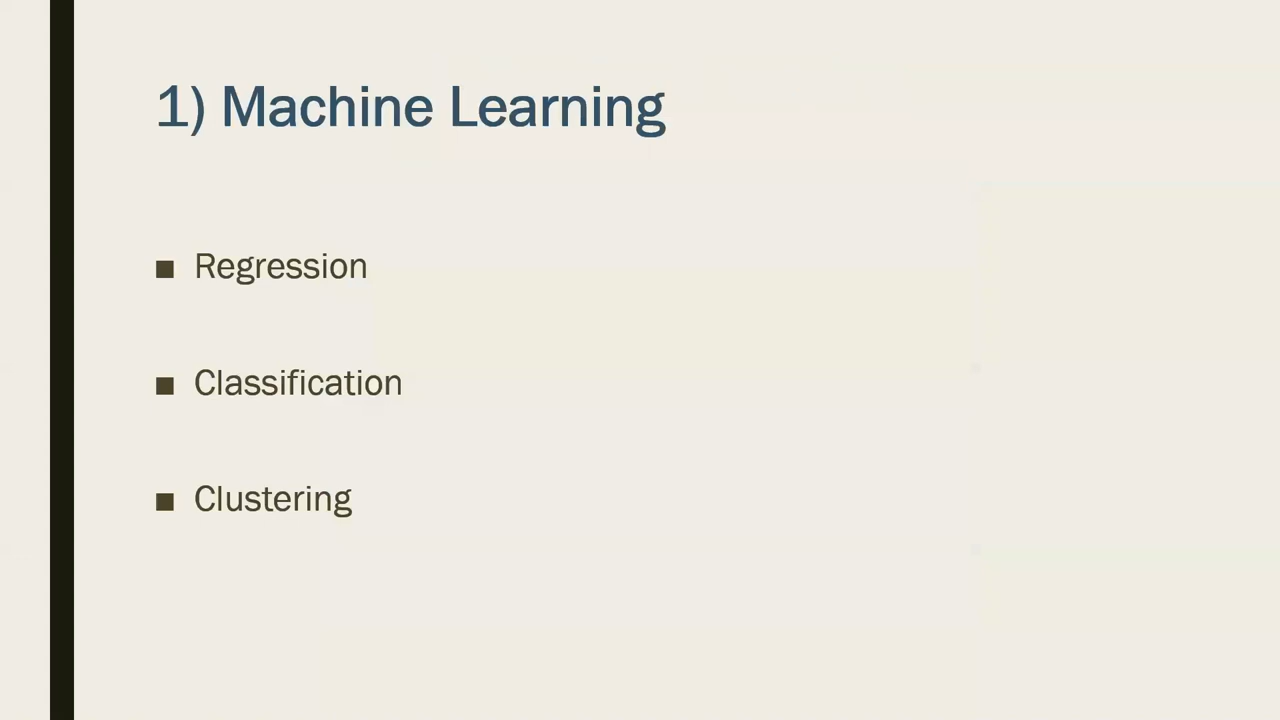 1) Machine Learning
■ Regression
■ Classification
■ Clustering